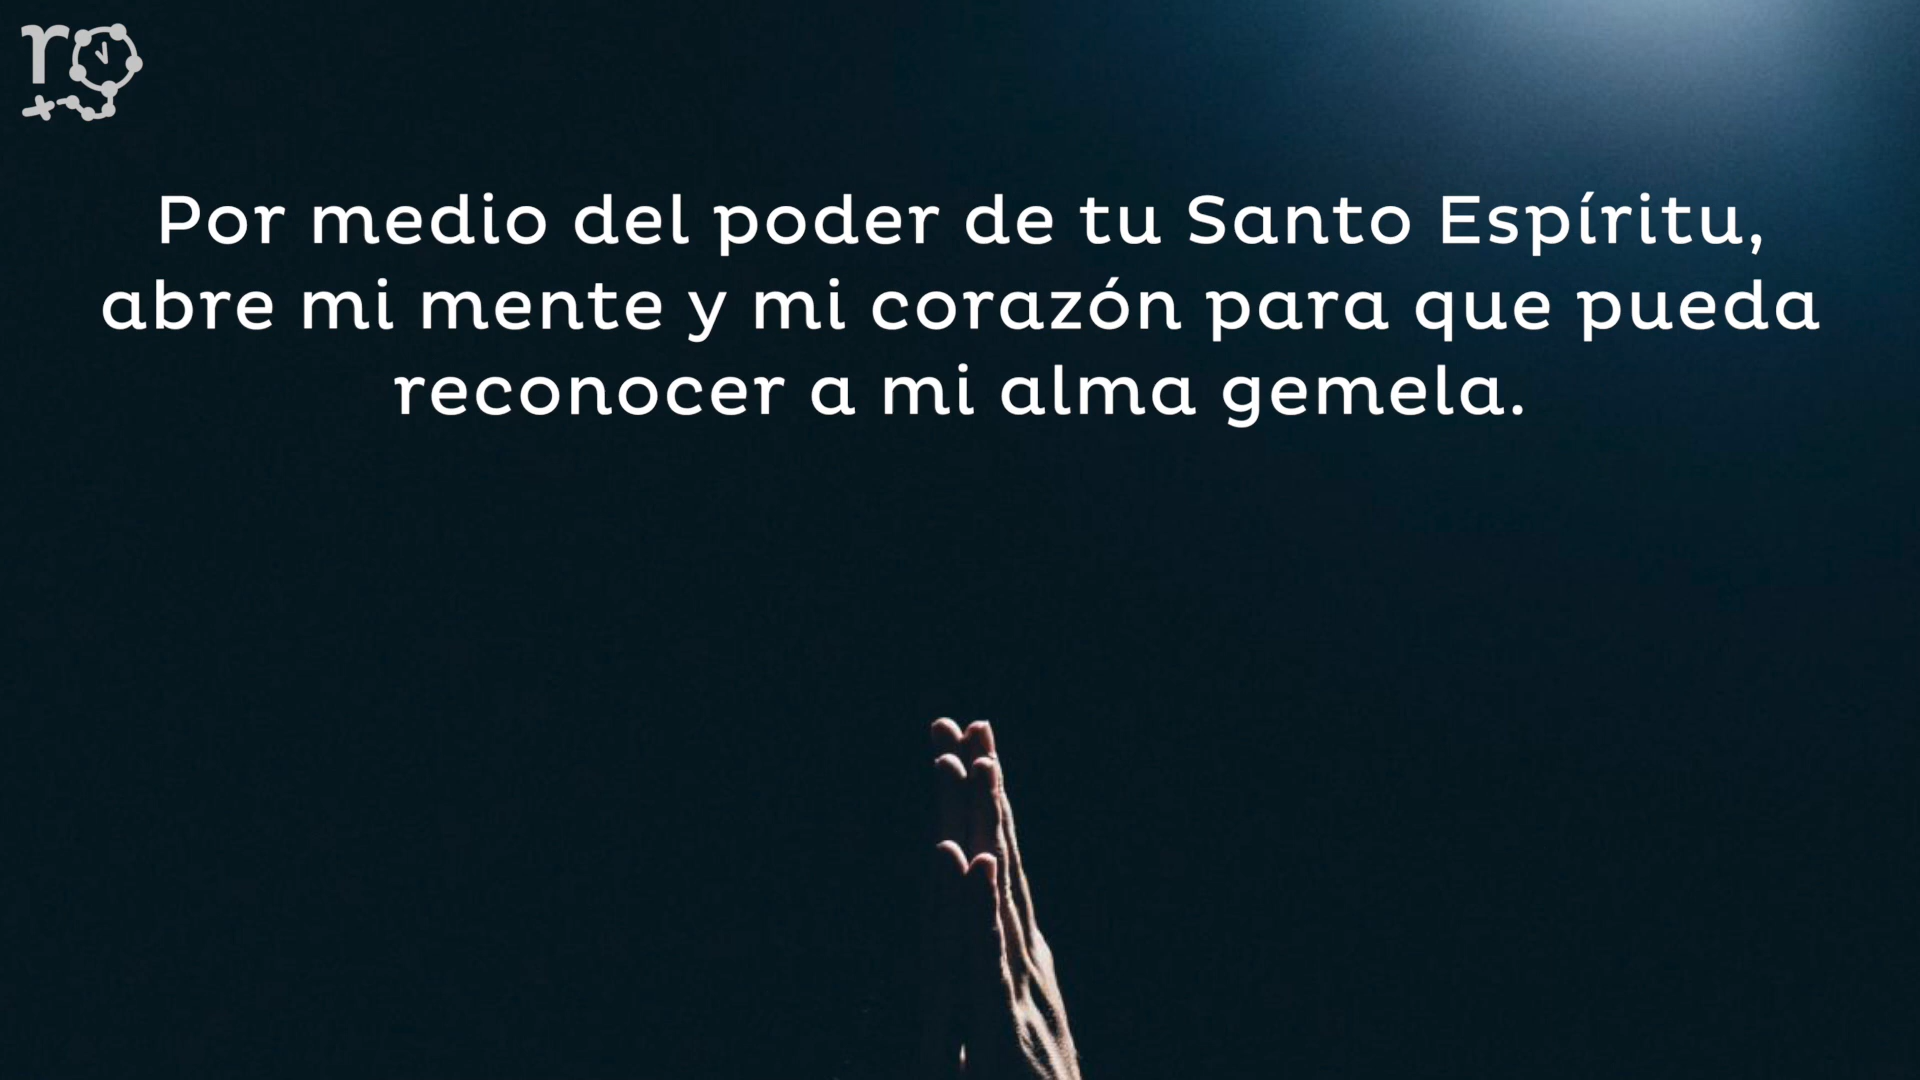 Por medio del poder de tu Santo Espíritu,
abre mi mente y mi corazón para que pueda
reconocer a mi alma gemela.